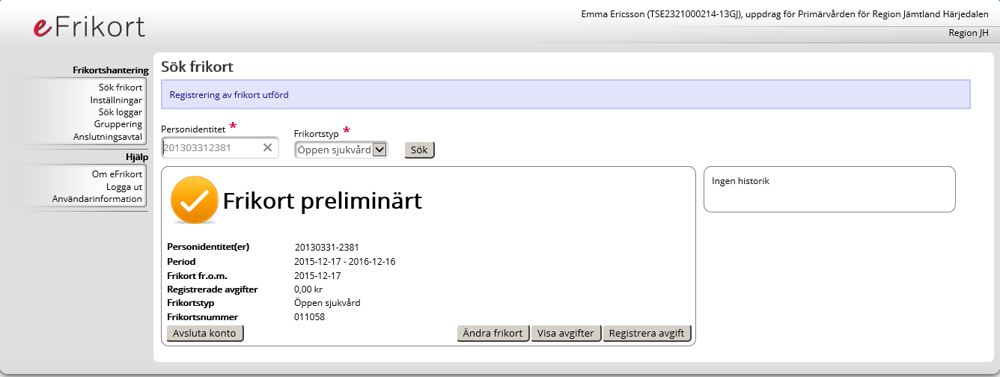 eFrikort
Emma Ericsson (TSE2321000214-13GJ), uppdrag för Primärvården för Region Jämtland Härjedalen
Region JH
Frikortshantering
Sök frikort
Inställningar
Sök loggar
Gruppering
Anslutningsavtal
Hjälp
Om eFrikort
Logga ut
Användarinformation
Sök frikort
Registrering av frikort utförd
Personidentitet *
Frikortstyp *
201303312381
Öppen sjukvård
Sök
Frikort preliminärt
Personidentitet(er) 20130331-2381
Period 2015-12-17 - 2016-12-16
Frikort fr.o.m. 2015-12-17
Registrerade avgifter 0,00 kr
Frikortstyp Öppen sjukvård
Frikortsnummer 011058
Avsluta konto
Ändra frikort
Visa avgifter
Registrera avgift
Ingen historik